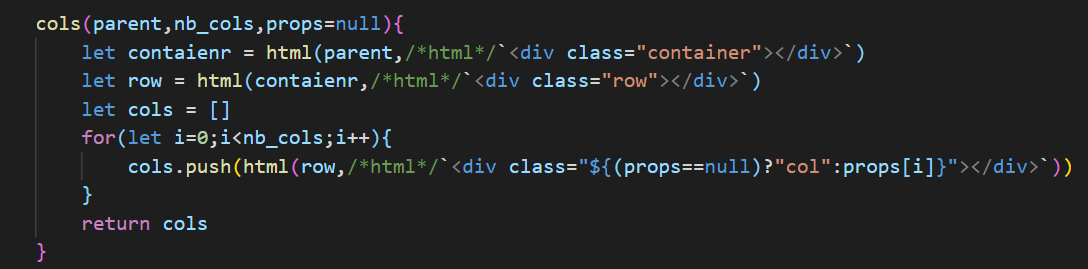 cols(parent,nb_cols,props=null){
    let contaienr = html(parent,/*html*/`<div class="container"></div>`)
    let row = html(contaienr,/*html*/`<div class="row"></div>`)
    let cols = []
    for(let i=0;i<nb_cols;i++){
        cols.push(html(row,/*html*/`<div class="${(props==null)?"col":props[i]}"></div>`))
    }
    return cols
}